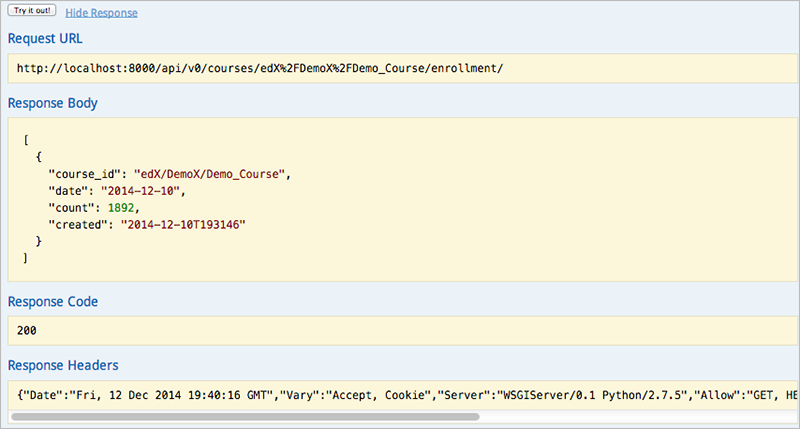 Try it out! Hide Response
Request URL
http://localhost:8000/api/v0/courses/edX%2FDemoX%2FDemo_Course/enrollment/
Response Body
[
{
"course_id": "edX/DemoX/Demo_Course",
"date": "2014-12-10",
"count": 1892,
"created": "2014-12-10T193146"
}
]
Response Code
200
Response Headers
{"Date":"Fri, 12 Dec 2014 19:40:16 GMT","Vary":"Accept, Cookie","Server":"WSGIServer/0.1 Python/2.7.5","Allow":"GET, HE